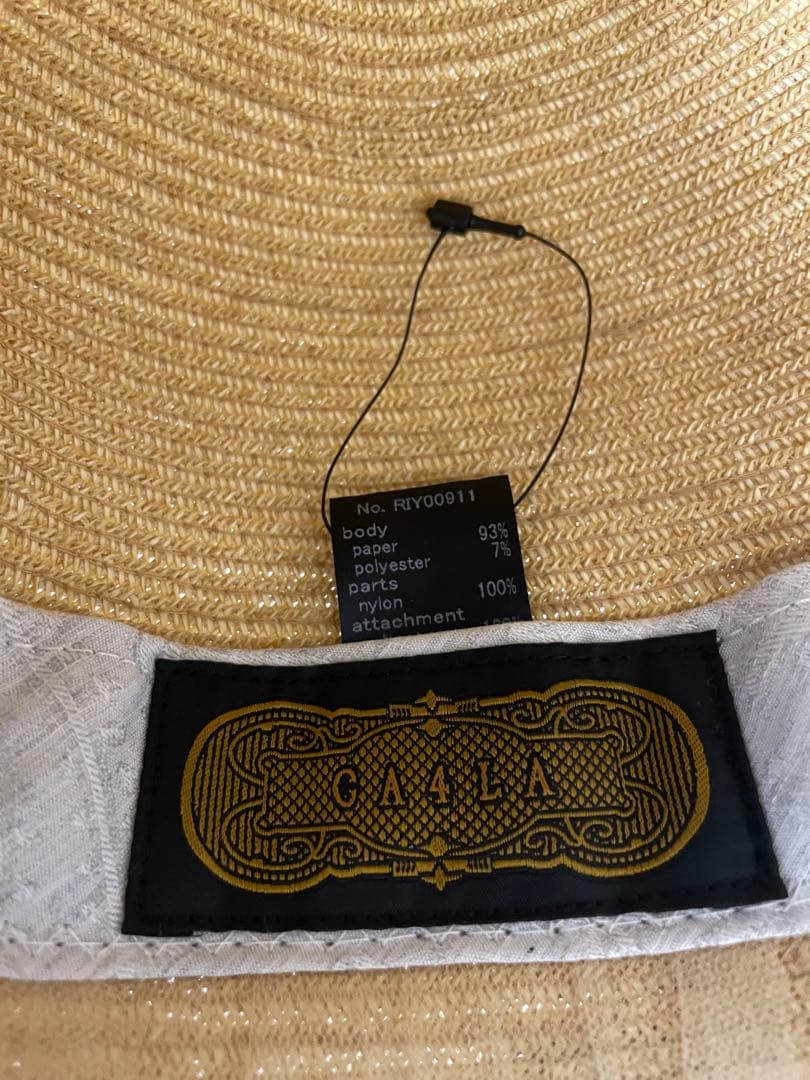 No. RIY00911
body
paper 93%
polyester 7%
parts
nylon 100%
attachment
CA4LA